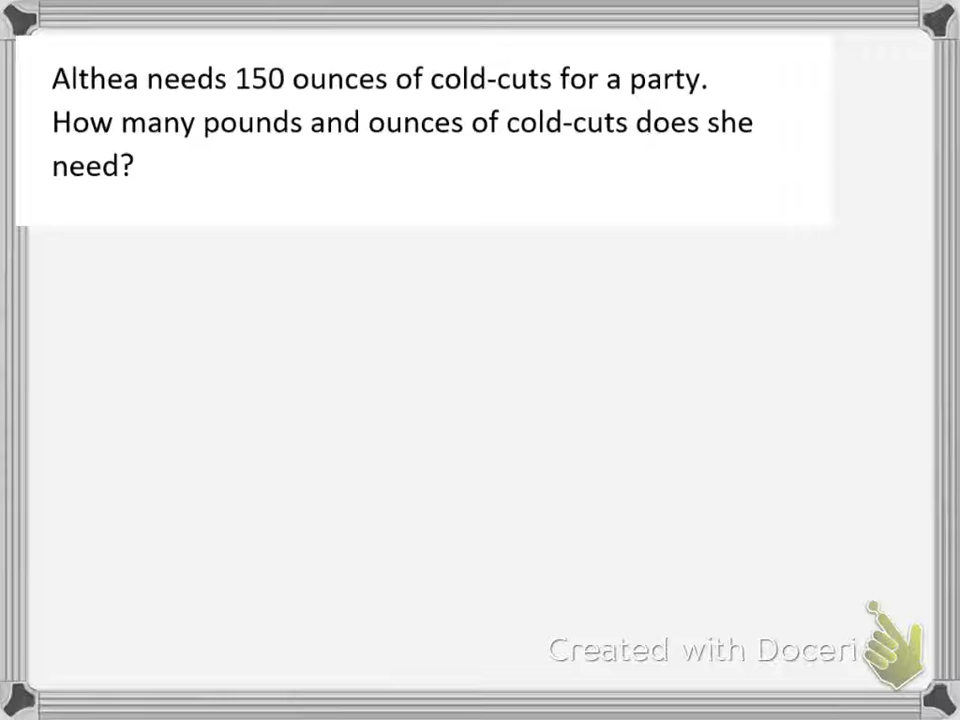 Althea needs 150 ounces of cold-cuts for a party.
How many pounds and ounces of cold-cuts does she
need?
Created with Doceri